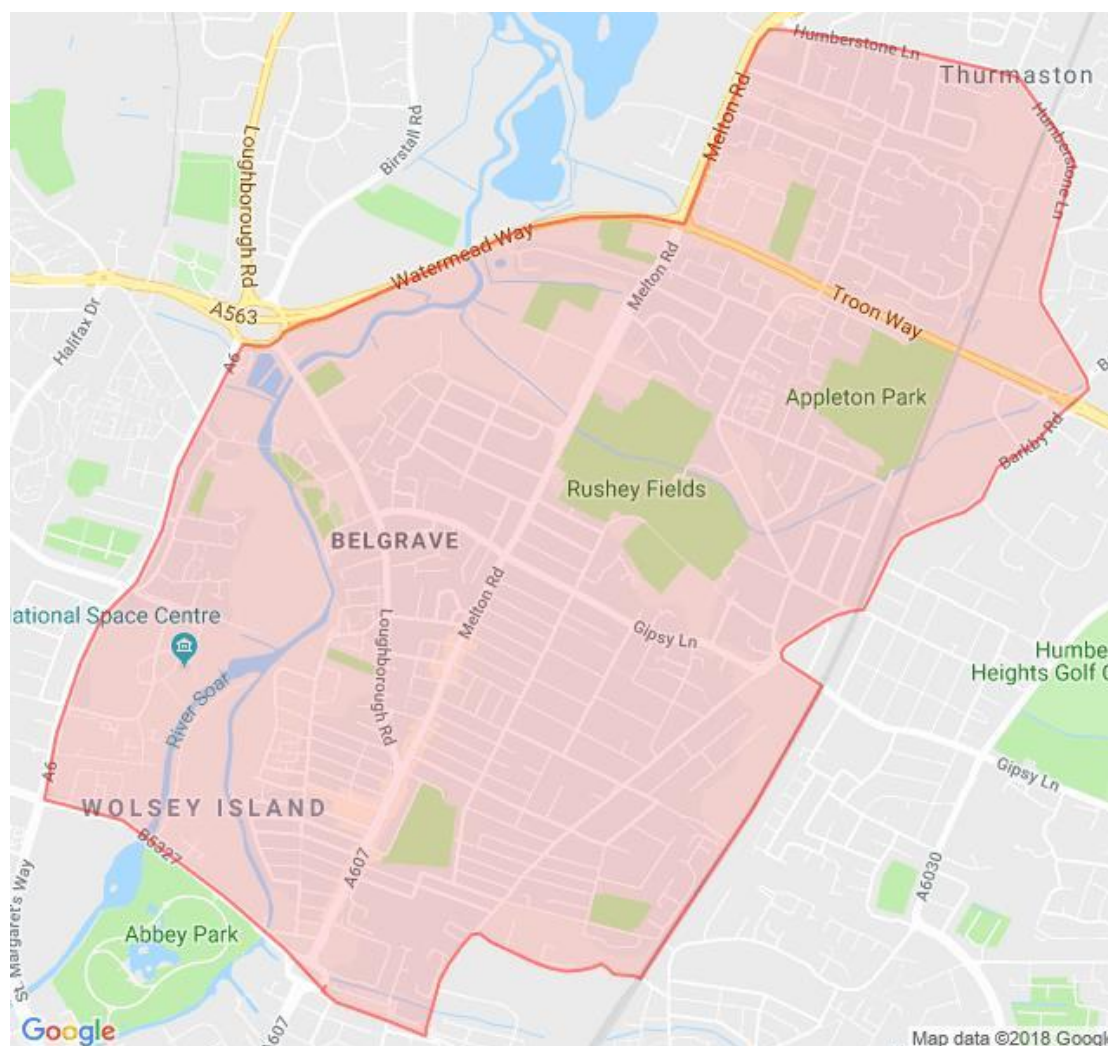 Humberstone Ln
Thurmaston
Melton Rd
Humberstone Ln
Loughborough Rd
Birstall Rd
Watermead Way
Melton Rd
Troon Way
A563
Halifax Dr
A6
Appleton Park
Barkby Rd
B
Rushey Fields
BELGRAVE
Melton Rd
ational Space Centre
Loughborough Rd
Gipsy Ln
Humbe
Heights Golf C
River Soar
A6
Gipsy Ln
WOLSEY ISLAND
B5327
A607
A6030
St. Margaret's Way
Abbey Park
A607
Google
Map data ©2018 Google